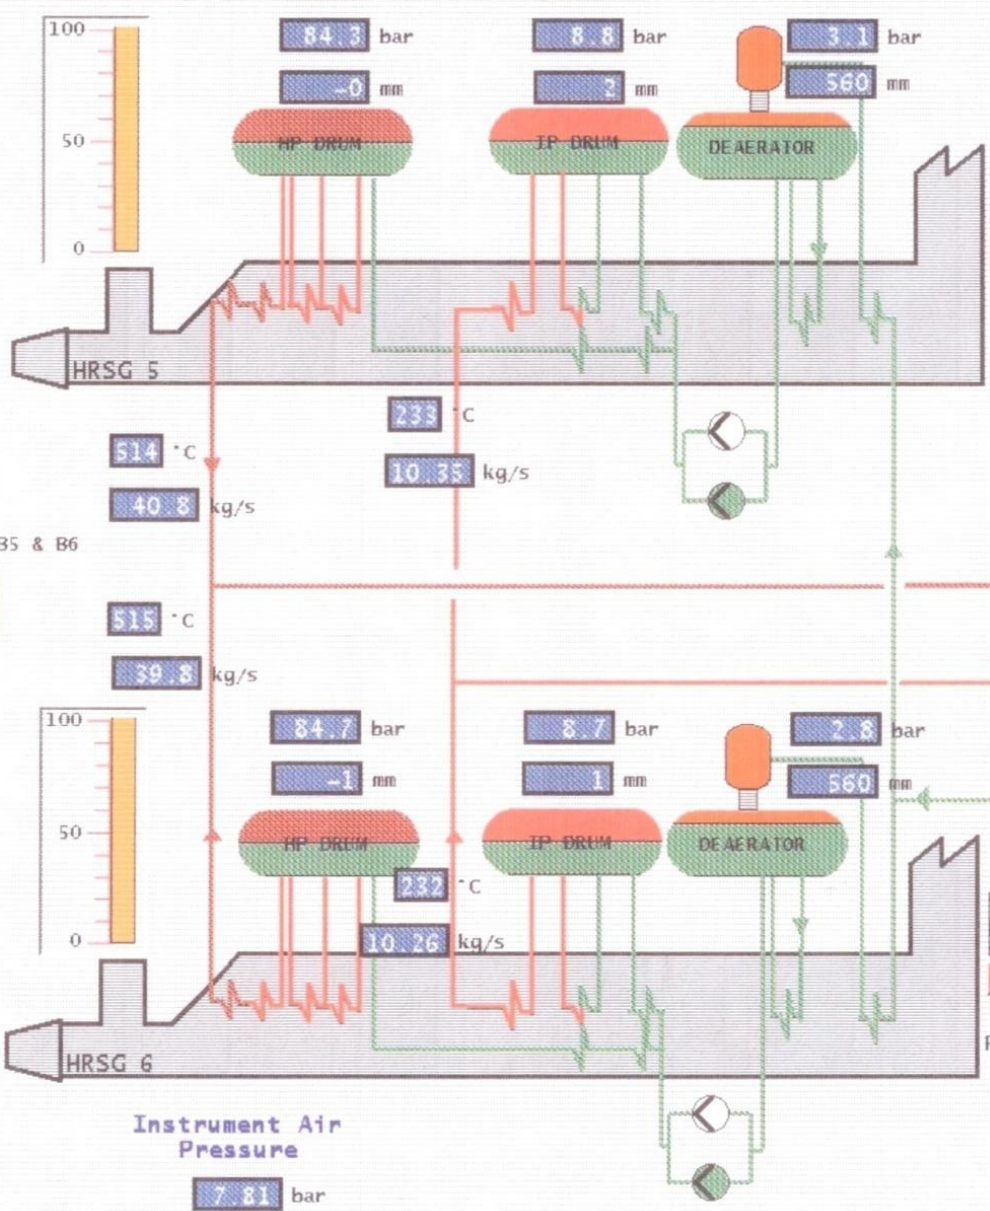 100
84.3 bar
8.8 bar
3.1 bar
-0 mm
2 mm
560 mm
50
HP DRUM
IP DRUM
DEAERATOR
0
HRSG 5
233 °C
514 °C
10.35 kg/s
40.8 kg/s
B5 & B6
515 °C
39.8 kg/s
100
84.7 bar
8.7 bar
2.8 bar
-1 mm
1 mm
560 mm
50
HP DRUM
IP DRUM
DEAERATOR
232 °C
0
10.26 kg/s
HRSG 6
Instrument Air
Pressure
7.81 bar